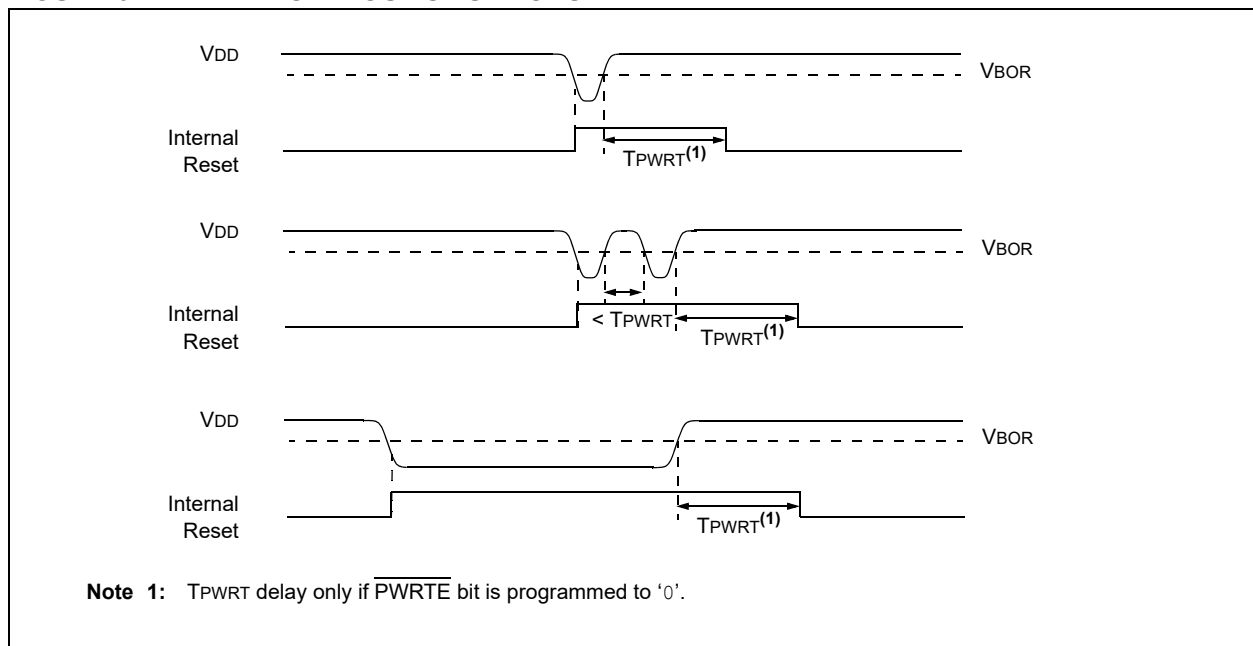 VDD
VBOR
Internal
Reset
TPWRT(1)
VDD
VBOR
Internal
Reset
< TPWRT
TPWRT(1)
VDD
VBOR
Internal
Reset
TPWRT(1)
Note 1: TPWRT delay only if PWRTE bit is programmed to ‘0’.